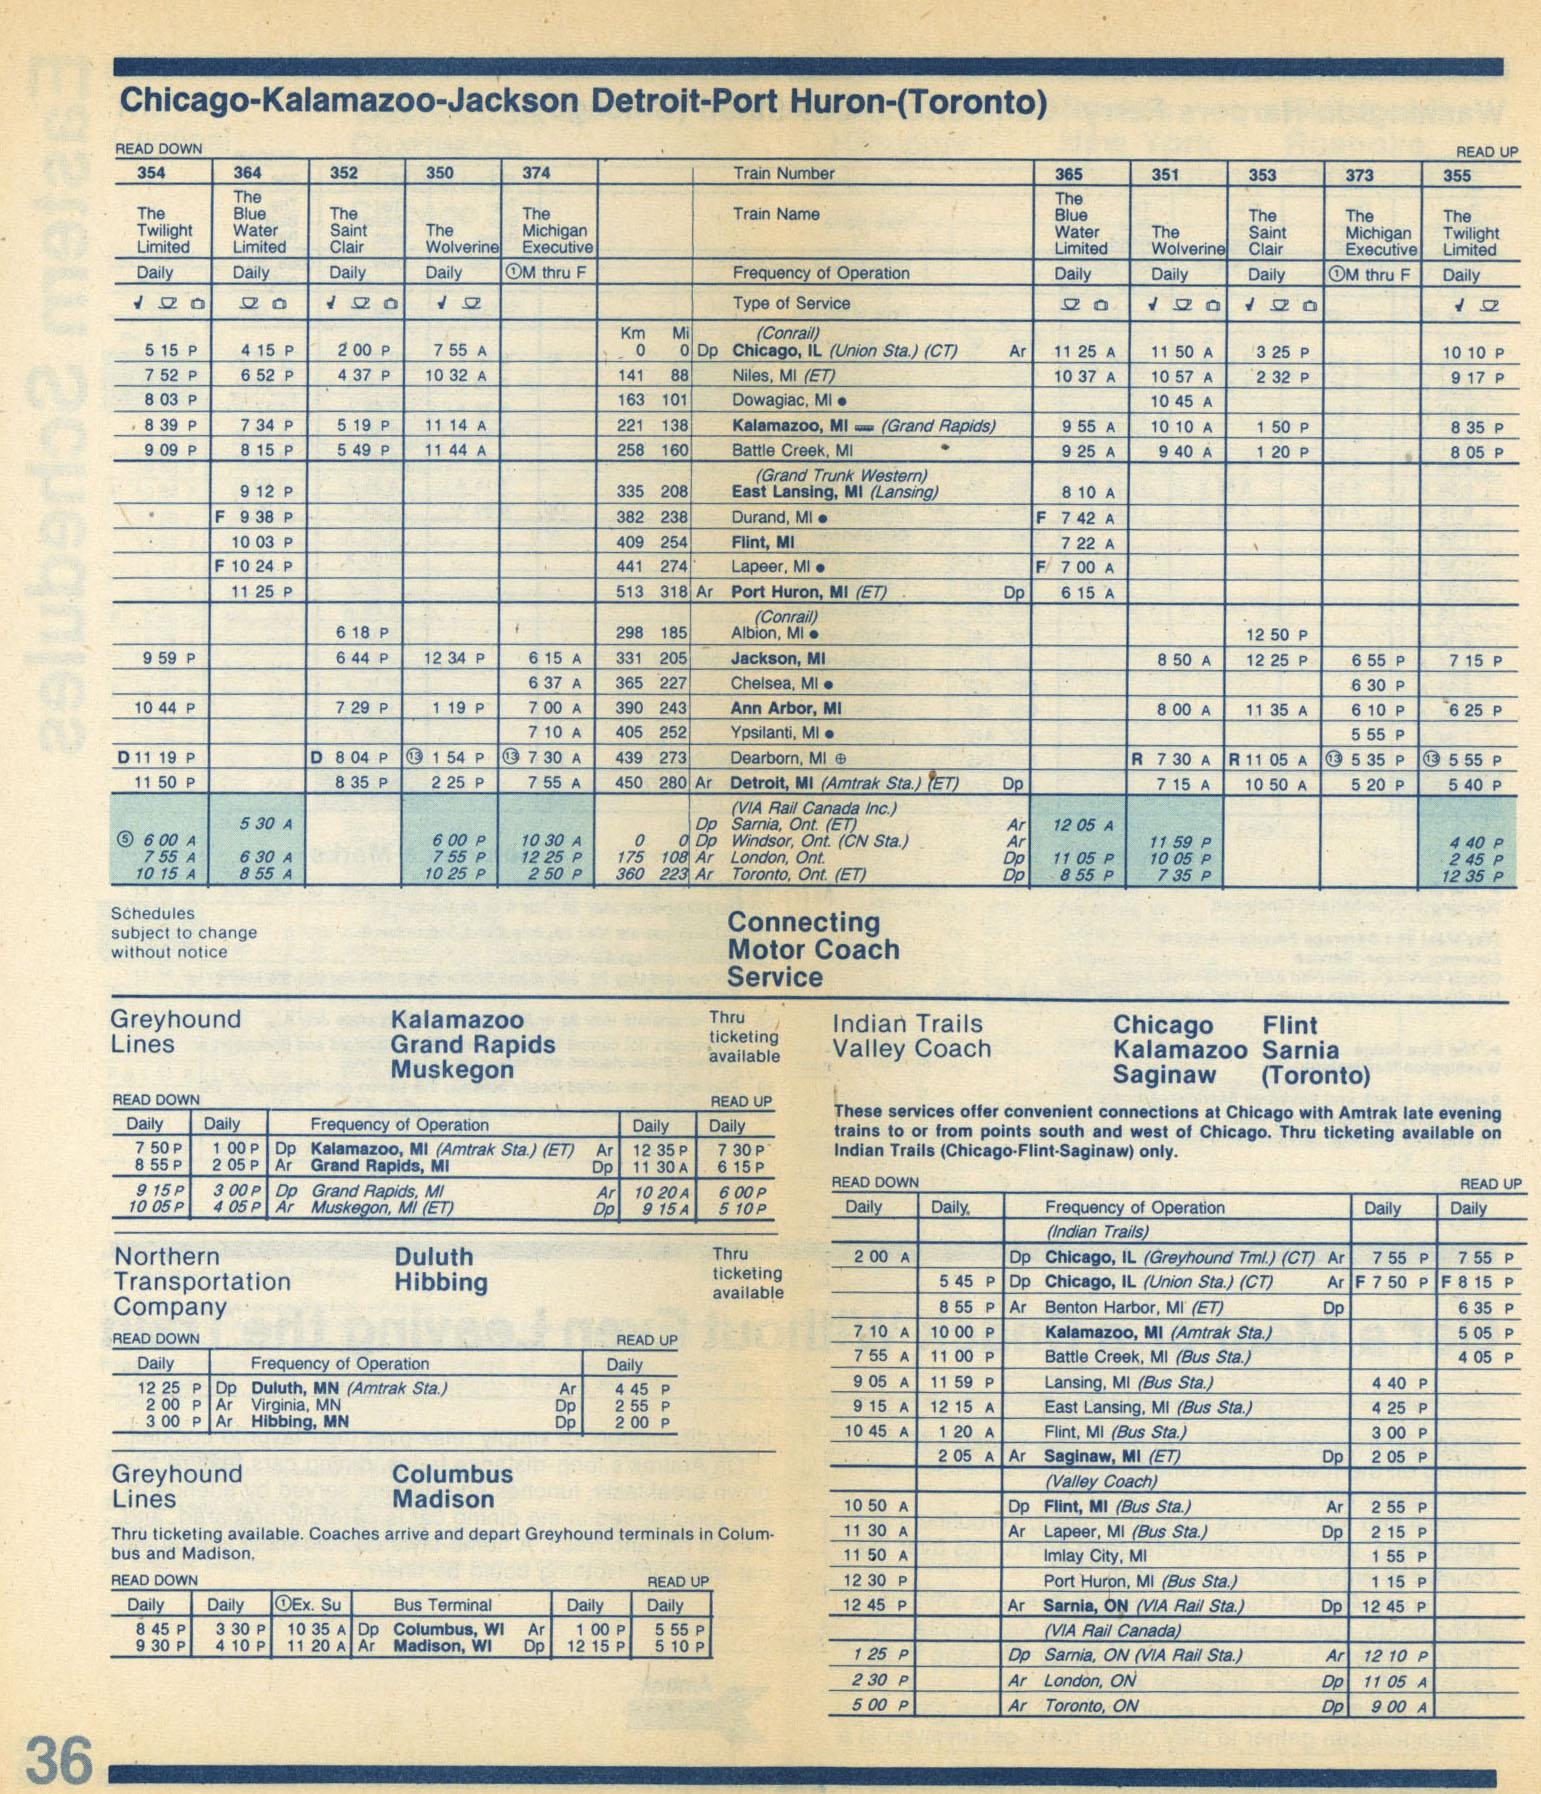 Chicago-Kalamazoo-Jackson Detroit-Port Huron-(Toronto)
READ DOWN READ UP
354 364 352 350 374 Train Number 365 351 353 373 355
The Twilight Limited The Blue Water Limited The Saint Clair The Wolverine The Michigan Executive Train Name The Blue Water Limited The Wolverine The Saint Clair The Michigan Executive The Twilight Limited
Daily Daily Daily Daily ①M thru F Frequency of Operation Daily Daily Daily ①M thru F Daily
Type of Service
Km Mi (Conrail)
5 15 P 4 15 P 2 00 P 7 55 A 0 0 Dp Chicago, IL (Union Sta.) (CT) Ar 11 25 A 11 50 A 3 25 P 10 10 P
7 52 P 6 52 P 4 37 P 10 32 A 141 88 Niles, MI (ET) 10 37 A 10 57 A 2 32 P 9 17 P
8 03 P 163 101 Dowagiac, MI ● 10 45 A
8 39 P 7 34 P 5 19 P 11 14 A 221 138 Kalamazoo, MI (Grand Rapids) 9 55 A 10 10 A 1 50 P 8 35 P
9 09 P 8 15 P 5 49 P 11 44 A 258 160 Battle Creek, MI 9 25 A 9 40 A 1 20 P 8 05 P
(Grand Trunk Western)
9 12 P 335 208 East Lansing, MI (Lansing) 8 10 A
F 9 38 P 382 238 Durand, MI ● F 7 42 A
10 03 P 409 254 Flint, MI 7 22 A
F 10 24 P 441 274 Lapeer, MI ● F 7 00 A
11 25 P 513 318 Ar Port Huron, MI (ET) Dp 6 15 A
(Conrail)
6 18 P 298 185 Albion, MI ● 12 50 P
9 59 P 6 44 P 12 34 P 6 15 A 331 205 Jackson, MI 8 50 A 12 25 P 6 55 P 7 15 P
6 37 A 365 227 Chelsea, MI ● 6 30 P
10 44 P 7 29 P 1 19 P 7 00 A 390 243 Ann Arbor, MI 8 00 A 11 35 A 6 10 P 6 25 P
7 10 A 405 252 Ypsilanti, MI ● 5 55 P
D 11 19 P D 8 04 P ⑬ 1 54 P ⑬ 7 30 A 439 273 Dearborn, MI ⊕ R 7 30 A R 11 05 A ⑬ 5 35 P ⑬ 5 55 P
11 50 P 8 35 P 2 25 P 7 55 A 450 280 Ar Detroit, MI (Amtrak Sta.) (ET) Dp 7 15 A 10 50 A 5 20 P 5 40 P
(VIA Rail Canada Inc.)
5 30 A Dp Sarnia, Ont. (ET) Ar 12 05 A
⑤ 6 00 A 6 00 P 10 30 A 0 0 Dp Windsor, Ont. (CN Sta.) Ar 11 59 P 4 40 P
7 55 A 6 30 A 7 55 P 12 25 P 175 108 Ar London, Ont. Dp 11 05 P 10 05 P 2 45 P
10 15 A 8 55 A 10 25 P 2 50 P 360 223 Ar Toronto, Ont. (ET) Dp 8 55 P 7 35 P 12 35 P
Schedules
subject to change
without notice
Connecting
Motor Coach
Service
Greyhound
Lines
Kalamazoo
Grand Rapids
Muskegon
Thru
ticketing
available
READ DOWN READ UP
Daily Daily Frequency of Operation Daily Daily
7 50 P 1 00 P Dp Kalamazoo, MI (Amtrak Sta.) (ET) Ar 12 35 P 7 30 P
8 55 P 2 05 P Ar Grand Rapids, MI Dp 11 30 A 6 15 P
9 15 P 3 00 P Dp Grand Rapids, MI Ar 10 20 A 6 00 P
10 05 P 4 05 P Ar Muskegon, MI (ET) Dp 9 15 A 5 10 P
Northern
Transportation
Company
Duluth
Hibbing
Thru
ticketing
available
READ DOWN READ UP
Daily Frequency of Operation Daily
12 25 P Dp Duluth, MN (Amtrak Sta.) Ar 4 45 P
2 00 P Ar Virginia, MN Dp 2 55 P
3 00 P Ar Hibbing, MN Dp 2 00 P
Greyhound
Lines
Columbus
Madison
Thru ticketing available. Coaches arrive and depart Greyhound terminals in Colum-
bus and Madison.
READ DOWN READ UP
Daily Daily ①Ex. Su Bus Terminal Daily Daily
8 45 P 3 30 P 10 35 A Dp Columbus, WI Ar 1 00 P 5 55 P
9 30 P 4 10 P 11 20 A Ar Madison, WI Dp 12 15 P 5 10 P
Indian Trails
Valley Coach
Chicago Flint
Kalamazoo Sarnia
Saginaw (Toronto)
These services offer convenient connections at Chicago with Amtrak late evening
trains to or from points south and west of Chicago. Thru ticketing available on
Indian Trails (Chicago-Flint-Saginaw) only.
READ DOWN READ UP
Daily Daily Frequency of Operation Daily Daily
(Indian Trails)
2 00 A Dp Chicago, IL (Greyhound Tml.) (CT) Ar 7 55 P 7 55 P
5 45 P Dp Chicago, IL (Union Sta.) (CT) Ar F 7 50 P F 8 15 P
8 55 P Ar Benton Harbor, MI (ET) Dp 6 35 P
7 10 A 10 00 P Kalamazoo, MI (Amtrak Sta.) 5 05 P
7 55 A 11 00 P Battle Creek, MI (Bus Sta.) 4 05 P
9 05 A 11 59 P Lansing, MI (Bus Sta.) 4 40 P
9 15 A 12 15 A East Lansing, MI (Bus Sta.) 4 25 P
10 45 A 1 20 A Flint, MI (Bus Sta.) 3 00 P
2 05 A Ar Saginaw, MI (ET) Dp 2 05 P
(Valley Coach)
10 50 A Dp Flint, MI (Bus Sta.) Ar 2 55 P
11 30 A Ar Lapeer, MI (Bus Sta.) Dp 2 15 P
11 50 A Imlay City, MI 1 55 P
12 30 P Port Huron, MI (Bus Sta.) 1 15 P
12 45 P Ar Sarnia, ON (VIA Rail Sta.) Dp 12 45 P
(VIA Rail Canada)
1 25 P Dp Sarnia, ON (VIA Rail Sta.) Ar 12 10 P
2 30 P Ar London, ON Dp 11 05 A
5 00 P Ar Toronto, ON Dp 9 00 A
36